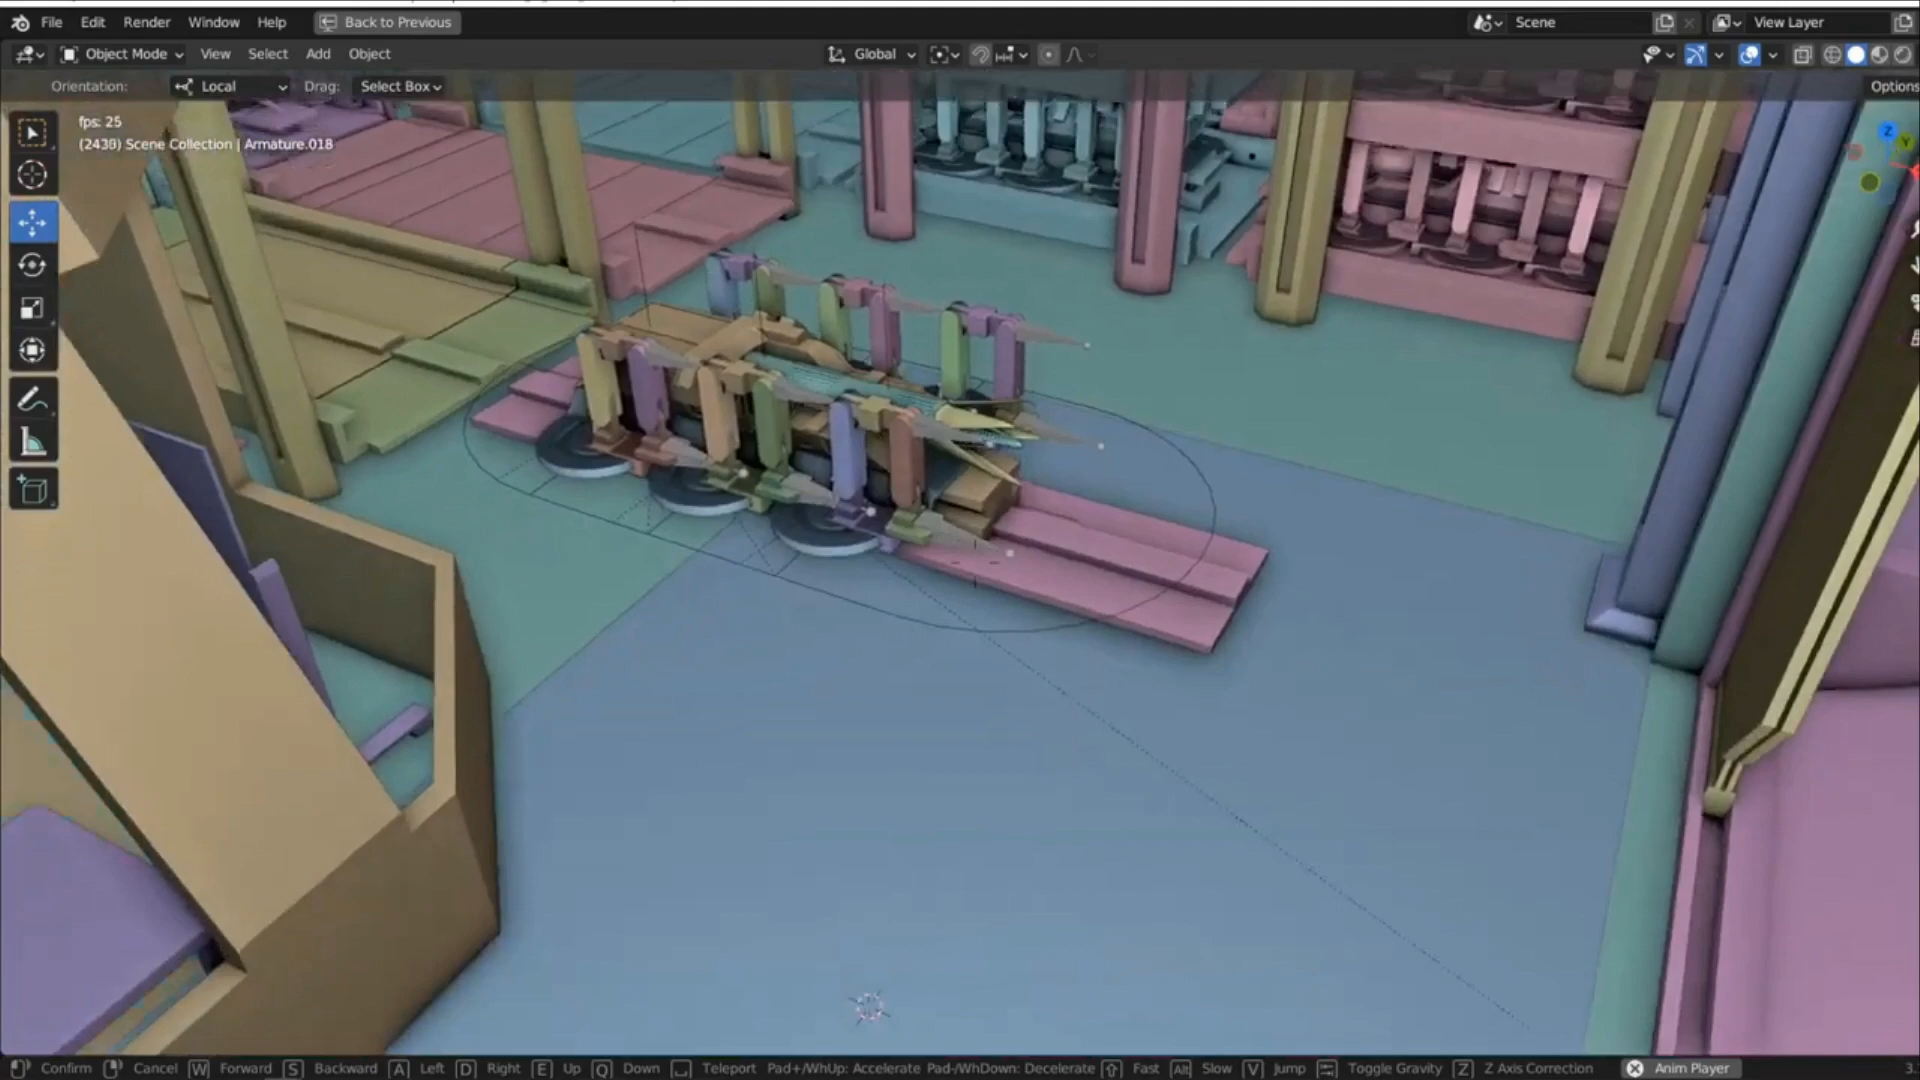 File Edit Render Window Help Back to Previous Scene View Layer
Object Mode View Select Add Object Global
Orientation: Local Drag: Select Box Options
fps: 25
(2430) Scene Collection | Armature.018
Z
Y
Confirm Cancel W Forward S Backward A Left D Right E Up Q Down Teleport Pad+/WhUp: Accelerate Pad-/WhDown: Decelerate Fast Alt Slow V Jump Toggle Gravity Z Z Axis Correction Anim Player 3.